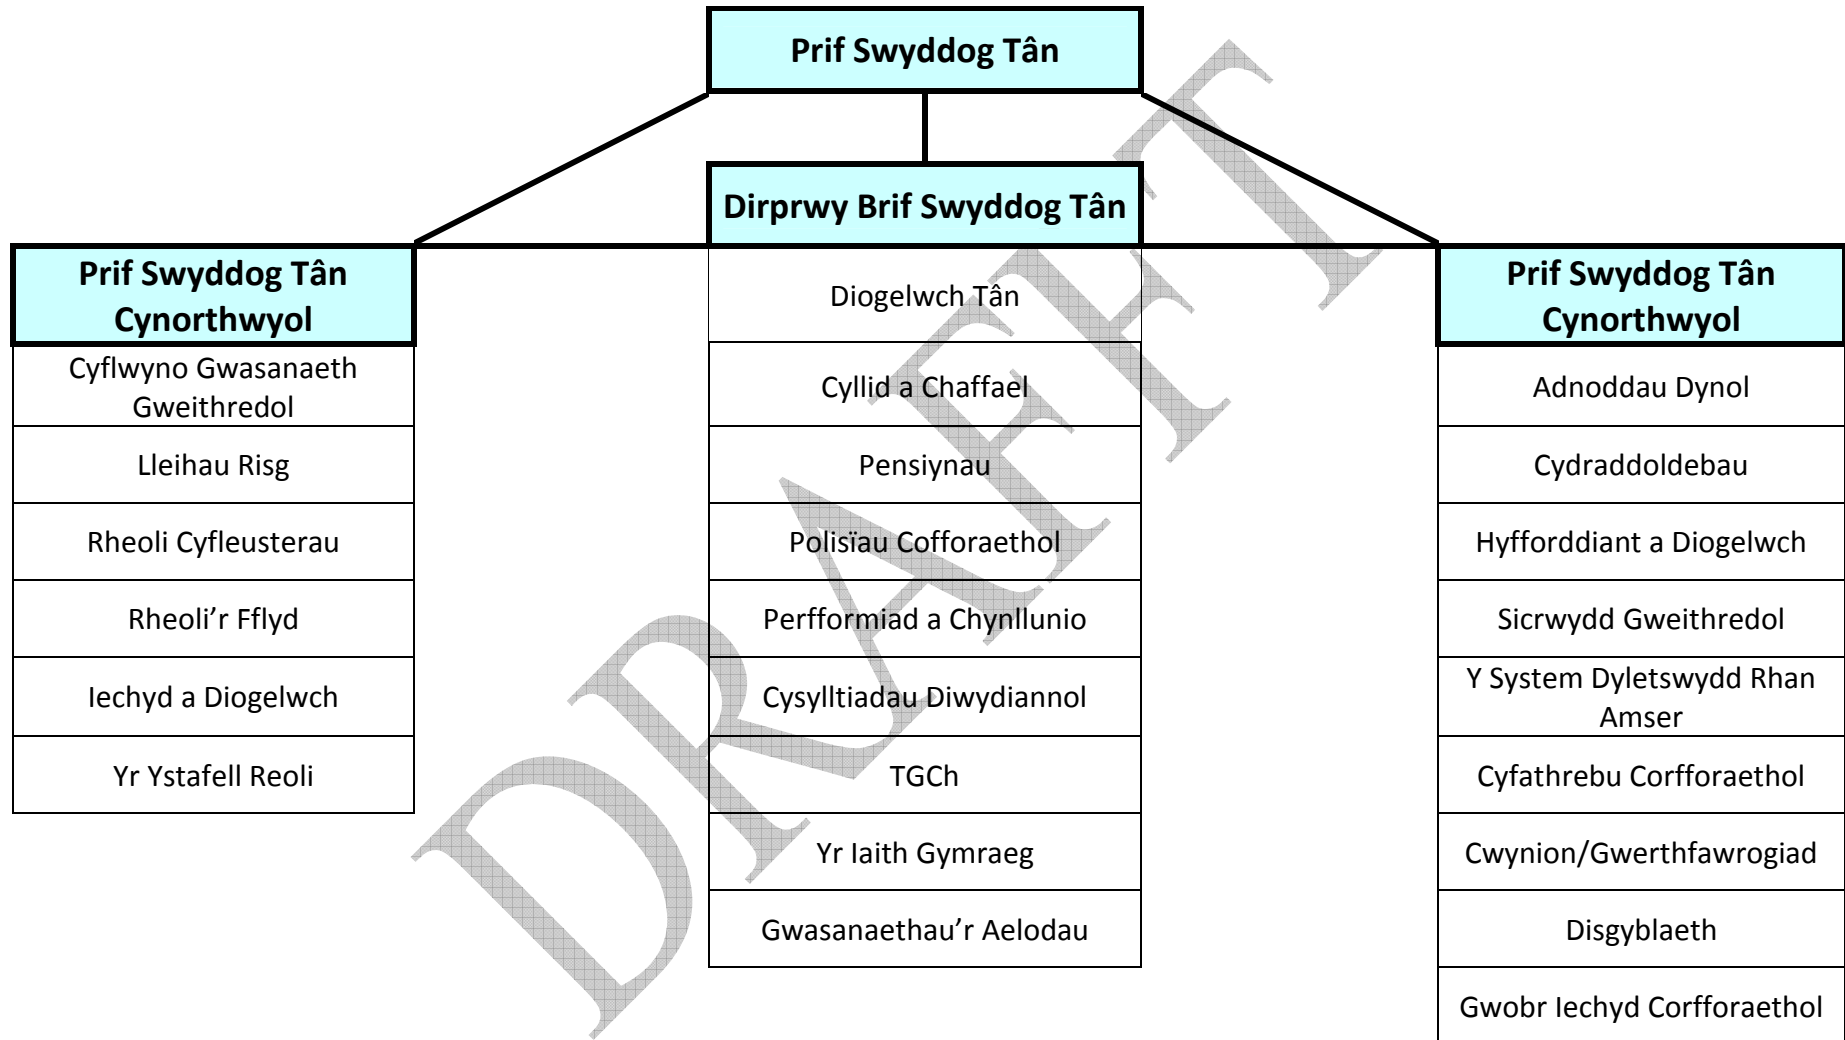 Prif Swyddog Tân
Dirprwy Brif Swyddog Tân
Prif Swyddog Tân
Cynorthwyol
Cyflwyno Gwasanaeth
Gweithredol
Lleihau Risg
Rheoli Cyfleusterau
Rheoli’r Fflyd
Iechyd a Diogelwch
Yr Ystafell Reoli
Diogelwch Tân
Cyllid a Chaffael
Pensiynau
Polisïau Cofforaethol
Perfformiad a Chynllunio
Cysylltiadau Diwydiannol
TGCh
Yr Iaith Gymraeg
Gwasanaethau’r Aelodau
Prif Swyddog Tân
Cynorthwyol
Adnoddau Dynol
Cydraddoldebau
Hyfforddiant a Diogelwch
Sicrwydd Gweithredol
Y System Dyletswydd Rhan
Amser
Cyfathrebu Corfforaethol
Cwynion/Gwerthfawrogiad
Disgyblaeth
Gwobr Iechyd Corfforaethol
DRAFFT